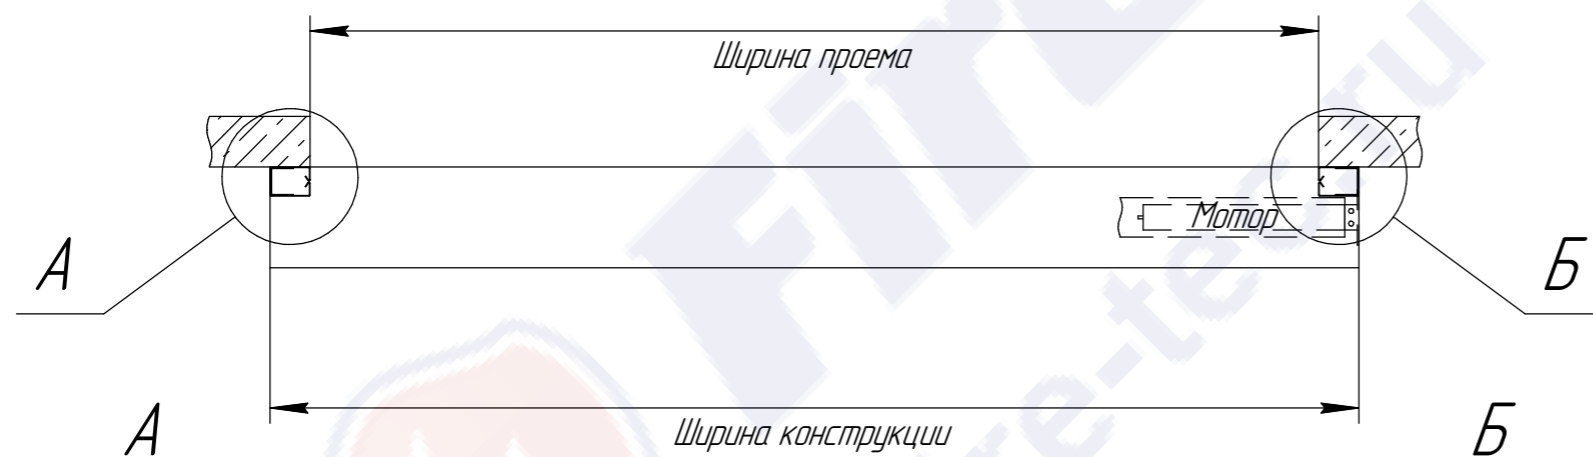 Ширина проема
Мотор
А
Б
Ширина конструкции
А
Б